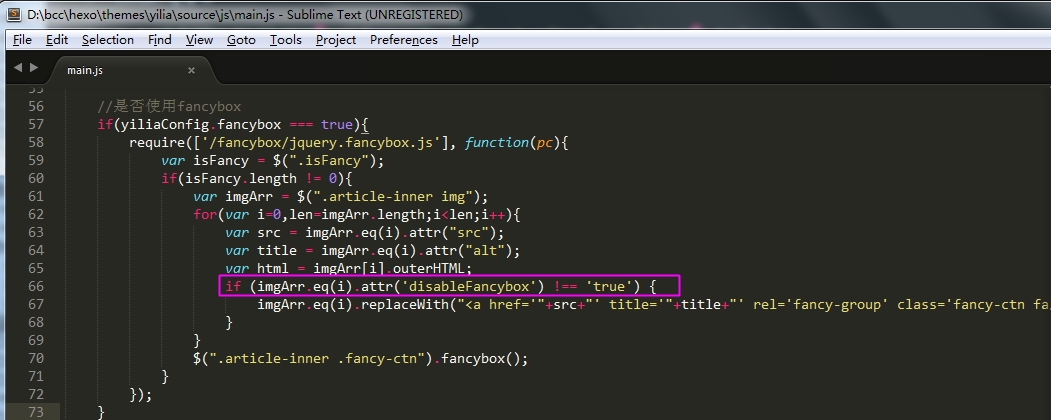 D:\bcc\hexo\themes\yilia\source\js\main.js - Sublime Text (UNREGISTERED)
File Edit Selection Find View Goto Tools Project Preferences Help
main.js ×
55
56 //是否使用fancybox
57 if(yiliaConfig.fancybox === true){
58 require(['/fancybox/jquery.fancybox.js'], function(pc){
59 var isFancy = $(".isFancy");
60 if(isFancy.length != 0){
61 var imgArr = $(".article-inner img");
62 for(var i=0,len=imgArr.length;i<len;i++){
63 var src = imgArr.eq(i).attr("src");
64 var title = imgArr.eq(i).attr("alt");
65 var html = imgArr[i].outerHTML;
66 if (imgArr.eq(i).attr('disableFancybox') !== 'true') {
67 imgArr.eq(i).replaceWith("<a href='"+src+"' title='"+title+"' rel='fancy-group' class='fancy-ctn fa
68 }
69 }
70 $(".article-inner .fancy-ctn").fancybox();
71 }
72 });
73 }